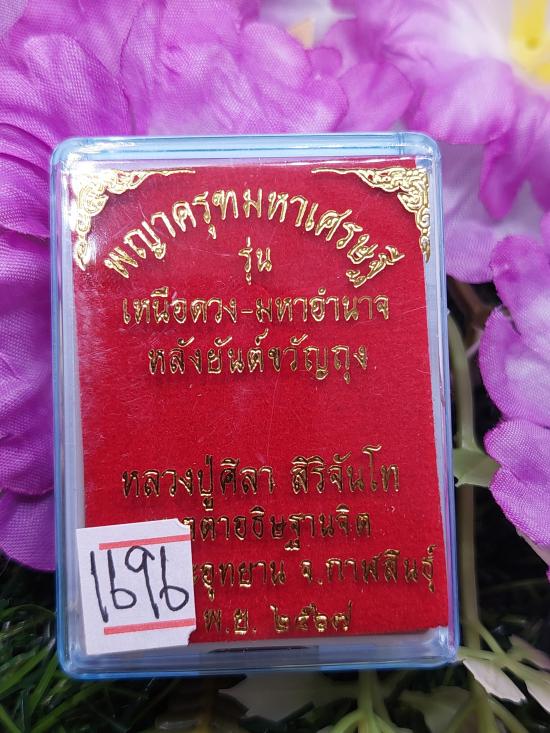 พญาครุฑมหาเศรษฐี
รุ่น
เหนือดวง-มหาอำนาจ
หลังยันต์ขวัญถุง
หลวงปู่ศิลา สิริจันโท
อธิษฐานจิต
อุทยาน จ.กาฬสินธุ์
พ.ย. ๒๕๖๗
1696